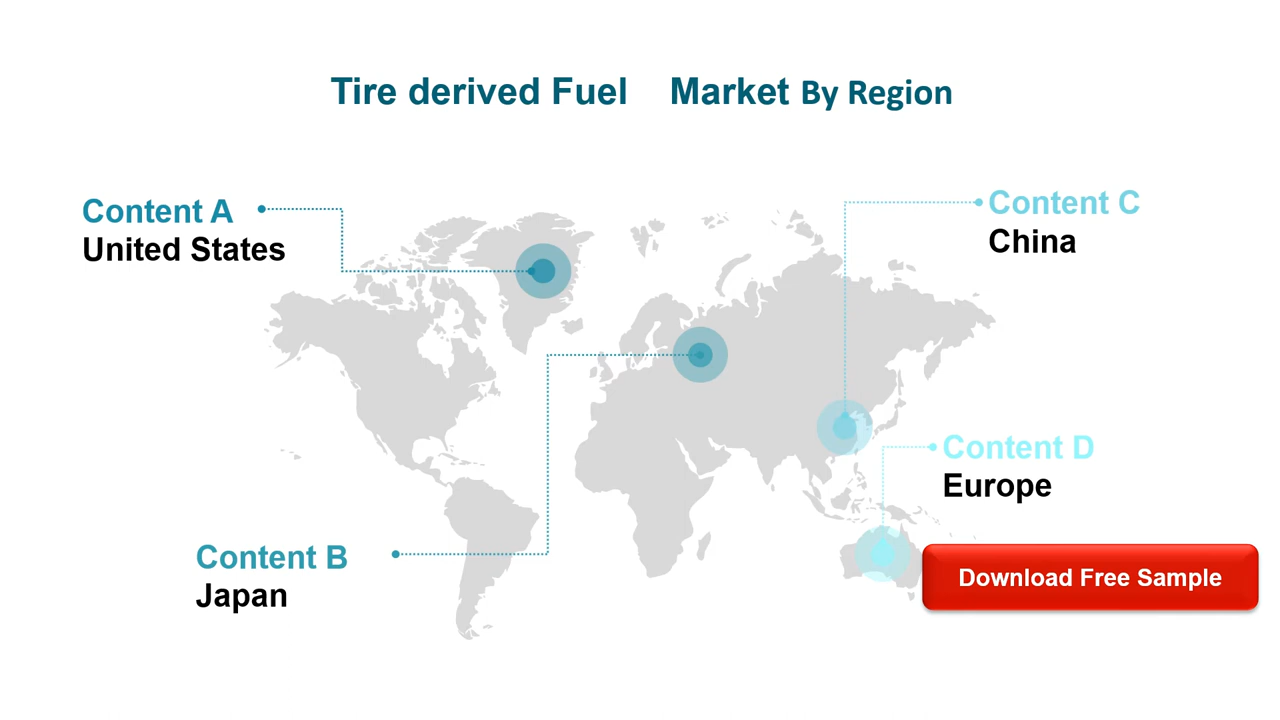 Tire derived Fuel Market By Region
Content A
United States
Content C
China
Content D
Europe
Content B
Japan
Download Free Sample